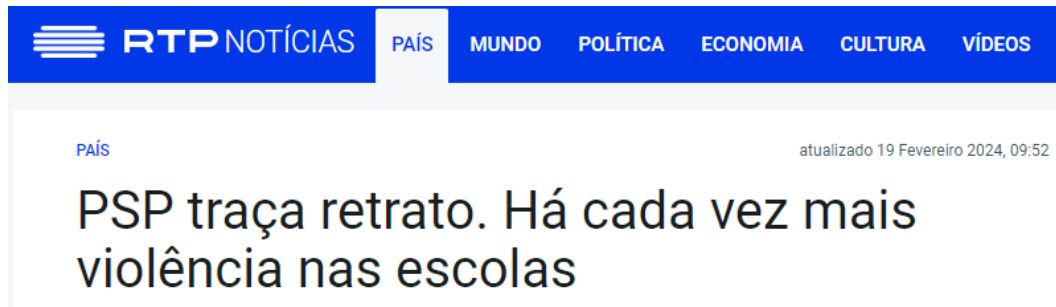 RTP NOTÍCIAS PAÍS MUNDO POLÍTICA ECONOMIA CULTURA VÍDEOS
PAÍS atualizado 19 Fevereiro 2024, 09:52
PSP traça retrato. Há cada vez mais
violência nas escolas